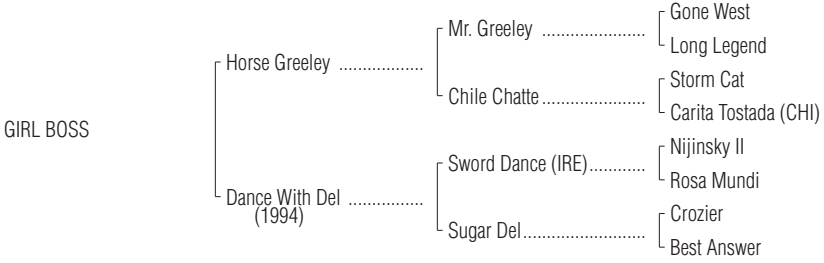 Gone West
Mr. Greeley ......................
Long Legend
Horse Greeley ..................
Storm Cat
Chile Chatte ......................
Carita Tostada (CHI)
GIRL BOSS
Nijinsky II
Sword Dance (IRE)............
Rosa Mundi
Dance With Del ................
(1994)
Crozier
Sugar Del ..........................
Best Answer